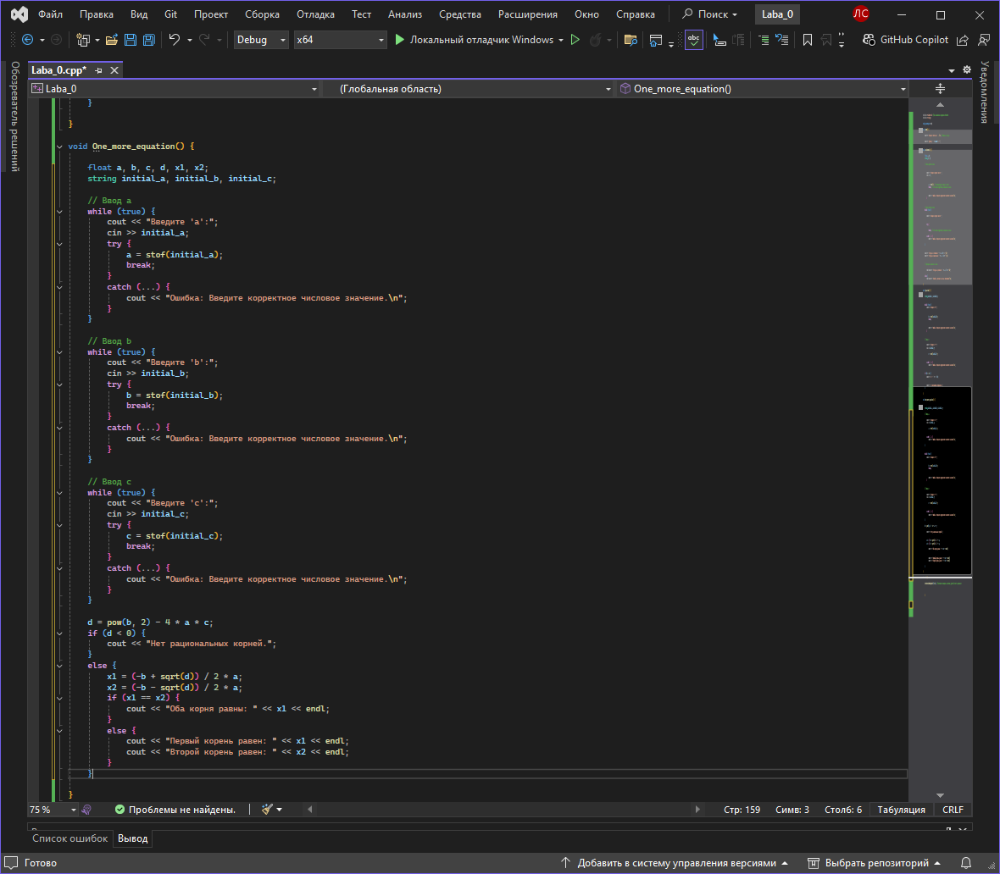 Файл Правка Вид Git Проект Сборка Отладка Тест Анализ Средства Расширения Окно Справка Поиск Laba_0 ЛС
Debug x64 Локальный отладчик Windows abc GitHub Copilot
Обозреватель решений
Уведомления
Laba_0.cpp*
Laba_0 (Глобальная область) One_more_equation()
}
}
void One_more_equation() {
float a, b, c, d, x1, x2;
string initial_a, initial_b, initial_c;
// Ввод a
while (true) {
cout << "Введите 'a':";
cin >> initial_a;
try {
a = stof(initial_a);
break;
}
catch (...) {
cout << "Ошибка: Введите корректное числовое значение.\n";
}
}
// Ввод b
while (true) {
cout << "Введите 'b':";
cin >> initial_b;
try {
b = stof(initial_b);
break;
}
catch (...) {
cout << "Ошибка: Введите корректное числовое значение.\n";
}
}
// Ввод c
while (true) {
cout << "Введите 'c':";
cin >> initial_c;
try {
c = stof(initial_c);
break;
}
catch (...) {
cout << "Ошибка: Введите корректное числовое значение.\n";
}
}
d = pow(b, 2) - 4 * a * c;
if (d < 0) {
cout << "Нет рациональных корней.";
}
else {
x1 = (-b + sqrt(d)) / 2 * a;
x2 = (-b - sqrt(d)) / 2 * a;
if (x1 == x2) {
cout << "Оба корня равны: " << x1 << endl;
}
else {
cout << "Первый корень равен: " << x1 << endl;
cout << "Второй корень равен: " << x2 << endl;
}
}
}
75 % Проблемы не найдены. Стр: 159 Симв: 3 Столб: 6 Табуляция CRLF
Список ошибок Вывод
Готово Добавить в систему управления версиями Выбрать репозиторий